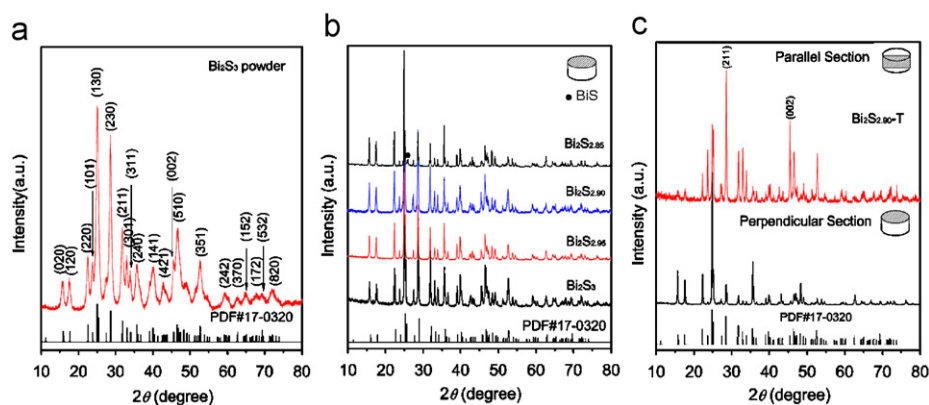 a
Bi₂S₃ powder
(130)
(230)
(101)
(311)
(002)
(211)
(301)
(510)
(220)
(240)
(141)
(421)
(351)
(152)
(532)
(020)
(120)
(242)
(370)
(172)
(820)
PDF#17-0320
Intensity (a.u.)
10 20 30 40 50 60 70 80
2θ (degree)
b
● BiS
Bi₂S₂.₈₅
Bi₂S₂.₉₀
Bi₂S₂.₉₅
Bi₂S₃
PDF#17-0320
Intensity (a.u.)
10 20 30 40 50 60 70 80
2θ (degree)
c
(211)
Parallel Section
(002)
Bi₂S₂.₉₀-T
Perpendicular Section
PDF#17-0320
Intensity(a.u.)
10 20 30 40 50 60 70 80
2θ (degree)